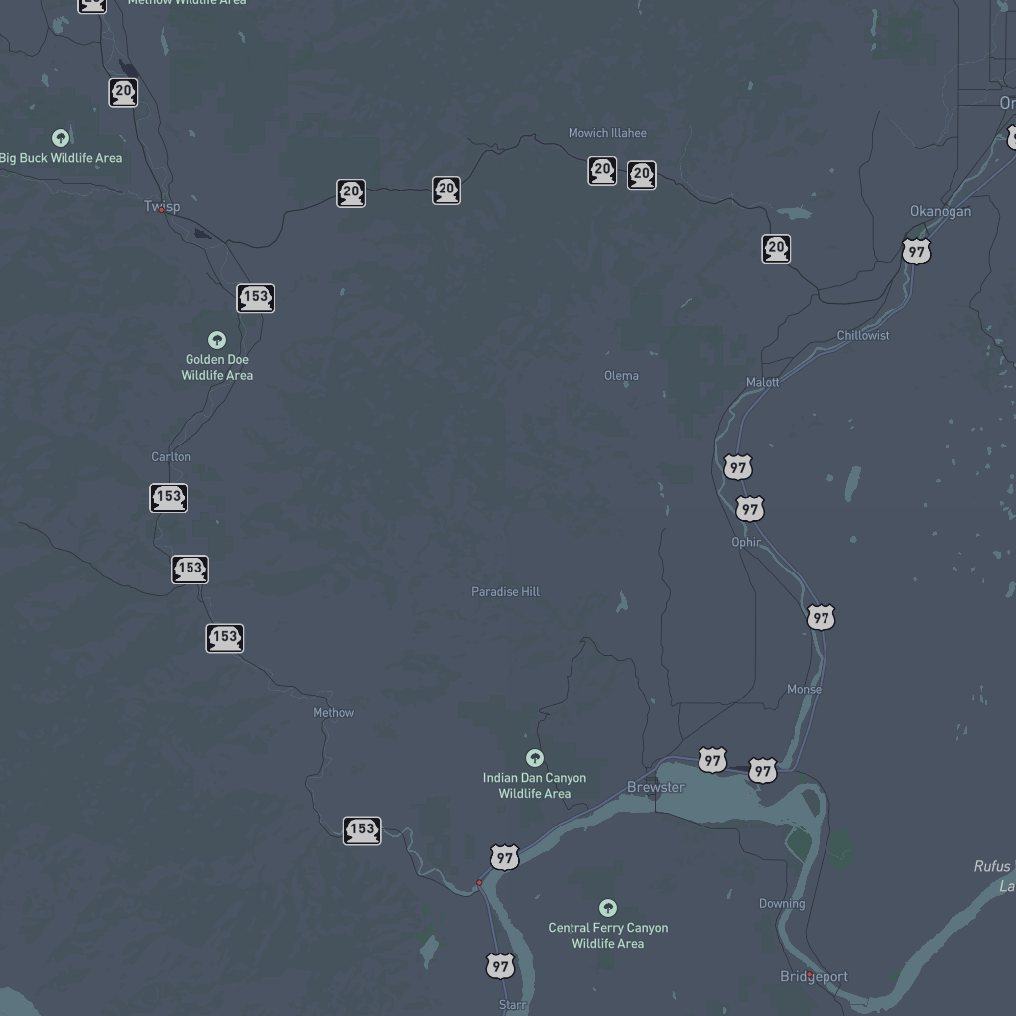 Methow Wildlife Area
20
Big Buck Wildlife Area
Mowich Illahee
20
20
20
20
Twisp
Okanogan
97
20
153
Golden Doe
Wildlife Area
Chillowist
Olema
Malott
Carlton
97
153
97
Ophir
153
Paradise Hill
97
153
Monse
Methow
Indian Dan Canyon
Wildlife Area
97
97
Brewster
153
97
Rufus
Central Ferry Canyon
Wildlife Area
Downing
97
Bridgeport
Starr